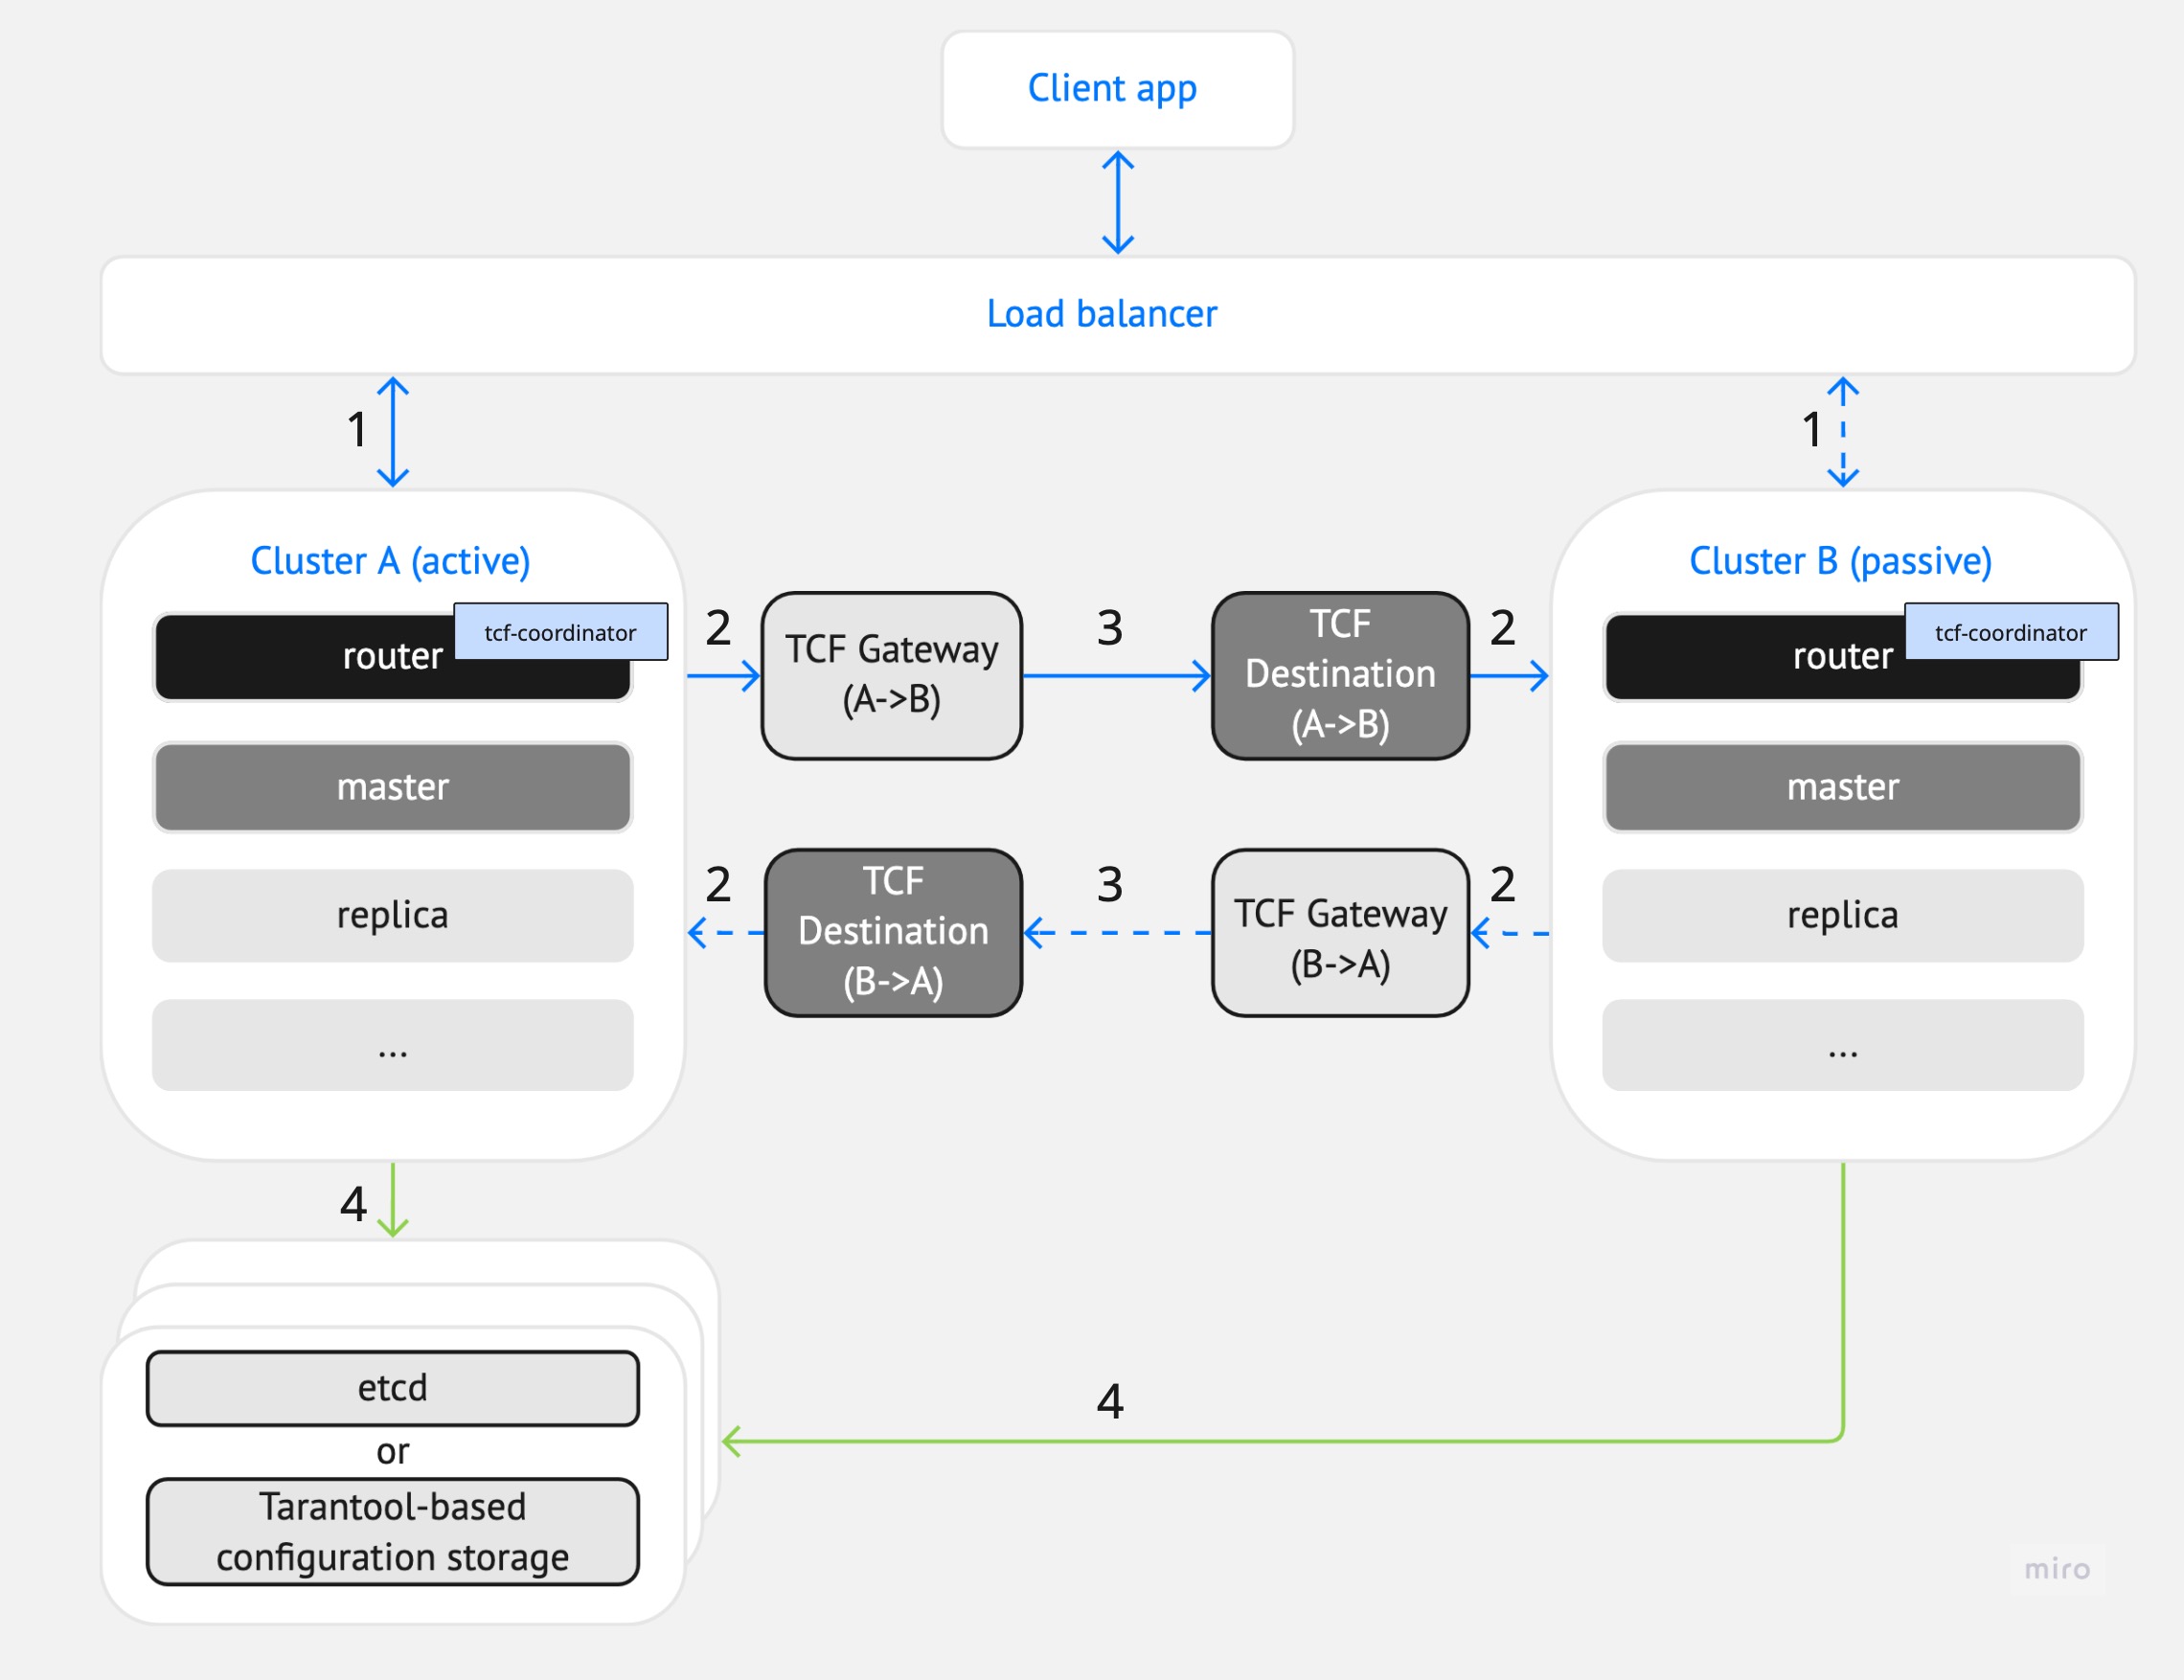 Client app
Load balancer
1
1
Cluster A (active)
router
tcf-coordinator
master
replica
...
2
TCF Gateway
(A->B)
3
TCF
Destination
(A->B)
2
2
TCF
Destination
(B->A)
3
TCF Gateway
(B->A)
2
Cluster B (passive)
router
tcf-coordinator
master
replica
...
4
etcd
or
Tarantool-based
configuration storage
4
miro